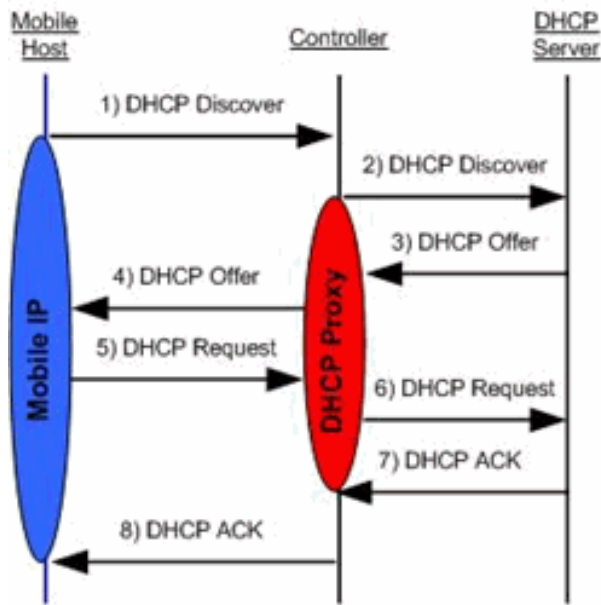 Mobile
Host
Controller
DHCP
Server
1) DHCP Discover
2) DHCP Discover
3) DHCP Offer
4) DHCP Offer
5) DHCP Request
6) DHCP Request
7) DHCP ACK
8) DHCP ACK
Mobile IP
DHCP Proxy